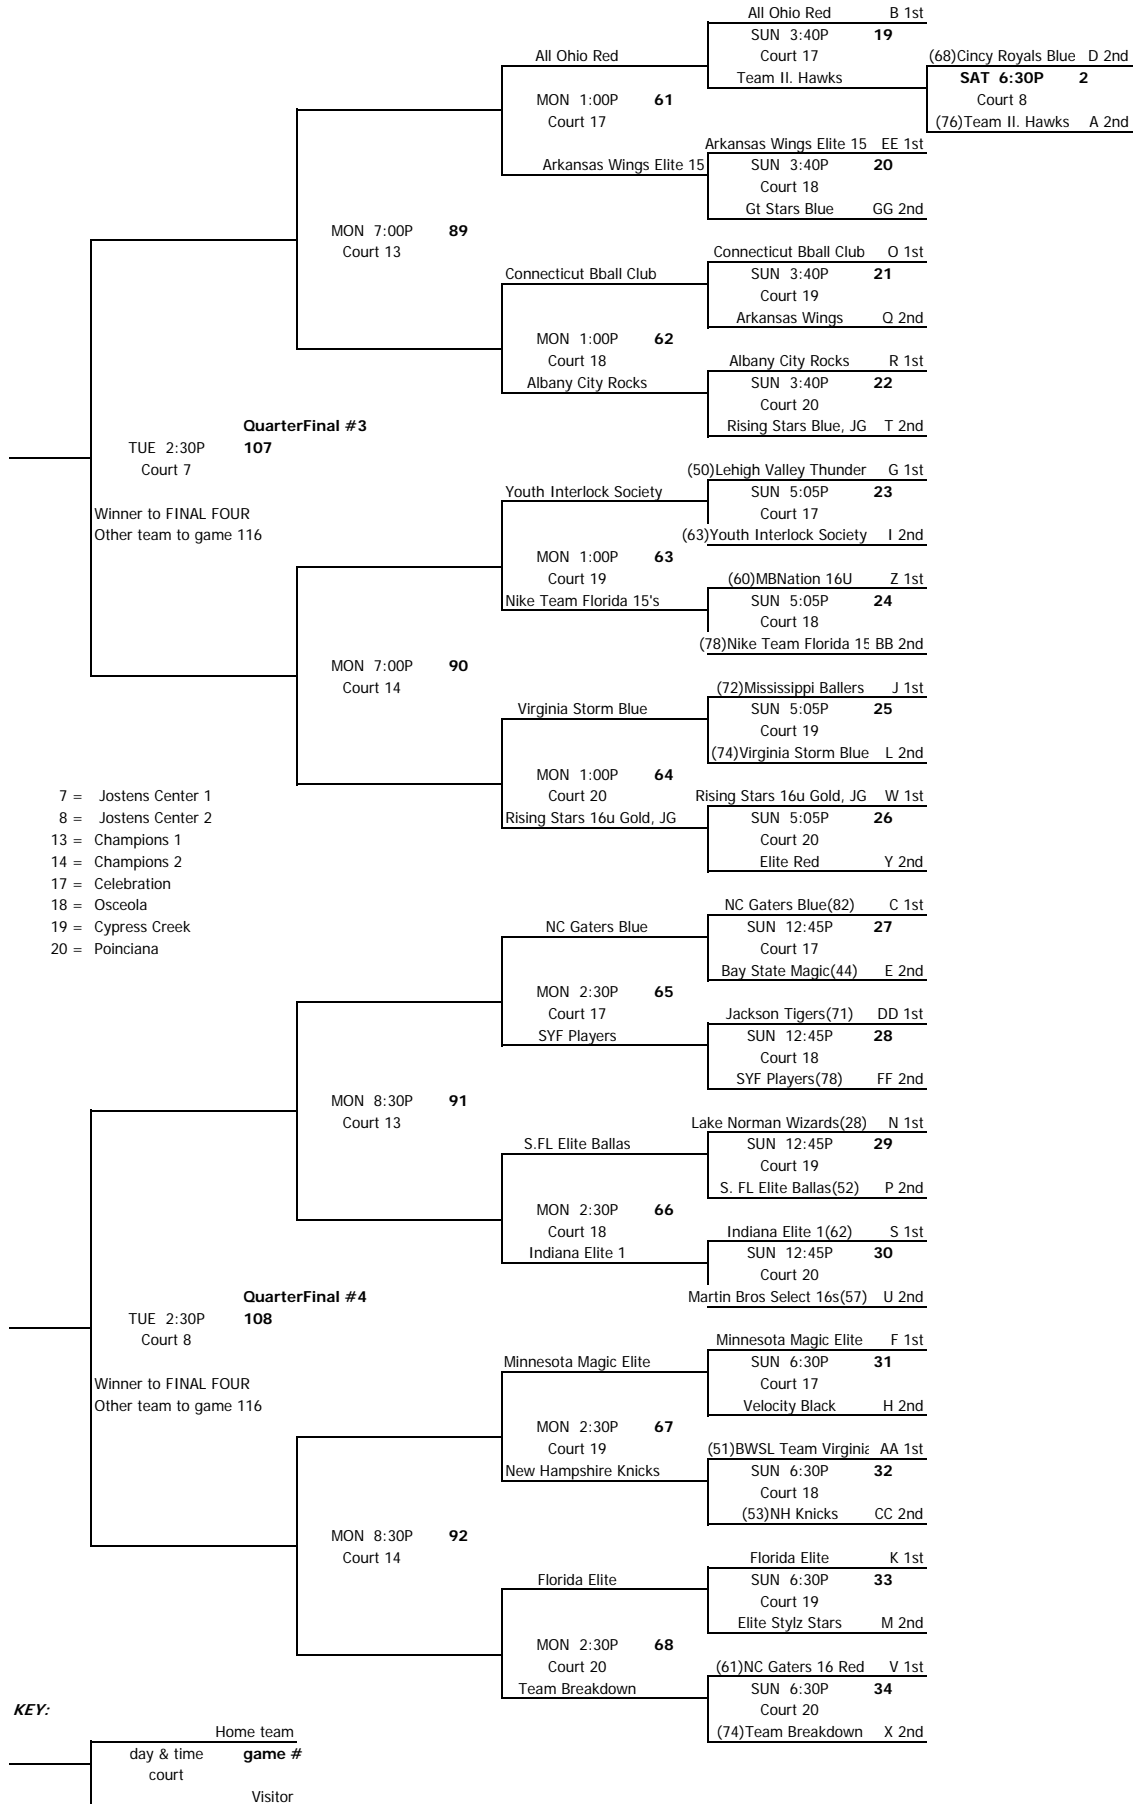 All Ohio Red B 1st
SUN 3:40P 19
All Ohio Red Court 17 (68)Cincy Royals Blue D 2nd
Team II. Hawks SAT 6:30P 2
MON 1:00P 61 Court 8
Court 17 (76)Team II. Hawks A 2nd
Arkansas Wings Elite 15 EE 1st
Arkansas Wings Elite 15 SUN 3:40P 20
Court 18
Gt Stars Blue GG 2nd
MON 7:00P 89
Court 13 Connecticut Bball Club O 1st
Connecticut Bball Club SUN 3:40P 21
Court 19
Arkansas Wings Q 2nd
MON 1:00P 62
Court 18 Albany City Rocks R 1st
Albany City Rocks SUN 3:40P 22
Court 20
QuarterFinal #3 Rising Stars Blue, JG T 2nd
TUE 2:30P 107
Court 7 (50)Lehigh Valley Thunder G 1st
Youth Interlock Society SUN 5:05P 23
Winner to FINAL FOUR Court 17
Other team to game 116 (63)Youth Interlock Society I 2nd
MON 1:00P 63
Court 19 (60)MBNation 16U Z 1st
Nike Team Florida 15's SUN 5:05P 24
Court 18
(78)Nike Team Florida 15 BB 2nd
MON 7:00P 90
Court 14 (72)Mississippi Ballers J 1st
Virginia Storm Blue SUN 5:05P 25
Court 19
(74)Virginia Storm Blue L 2nd
MON 1:00P 64
7 = Jostens Center 1 Court 20 Rising Stars 16u Gold, JG W 1st
8 = Jostens Center 2 Rising Stars 16u Gold, JG SUN 5:05P 26
13 = Champions 1 Court 20
14 = Champions 2 Elite Red Y 2nd
17 = Celebration
18 = Osceola NC Gaters Blue(82) C 1st
19 = Cypress Creek NC Gaters Blue SUN 12:45P 27
20 = Poinciana Court 17
Bay State Magic(44) E 2nd
MON 2:30P 65
Court 17 Jackson Tigers(71) DD 1st
SYF Players SUN 12:45P 28
Court 18
SYF Players(78) FF 2nd
MON 8:30P 91
Court 13 Lake Norman Wizards(28) N 1st
S.FL Elite Ballas SUN 12:45P 29
Court 19
S. FL Elite Ballas(52) P 2nd
MON 2:30P 66
Court 18 Indiana Elite 1(62) S 1st
Indiana Elite 1 SUN 12:45P 30
Court 20
QuarterFinal #4 Martin Bros Select 16s(57) U 2nd
TUE 2:30P 108
Court 8 Minnesota Magic Elite F 1st
Minnesota Magic Elite SUN 6:30P 31
Winner to FINAL FOUR Court 17
Other team to game 116 Velocity Black H 2nd
MON 2:30P 67
Court 19 (51)BWSL Team Virginia AA 1st
New Hampshire Knicks SUN 6:30P 32
Court 18
(53)NH Knicks CC 2nd
MON 8:30P 92
Court 14 Florida Elite K 1st
Florida Elite SUN 6:30P 33
Court 19
Elite Stylz Stars M 2nd
MON 2:30P 68
Court 20 (61)NC Gaters 16 Red V 1st
Team Breakdown SUN 6:30P 34
KEY: Court 20
Home team (74)Team Breakdown X 2nd
day & time game #
court
Visitor